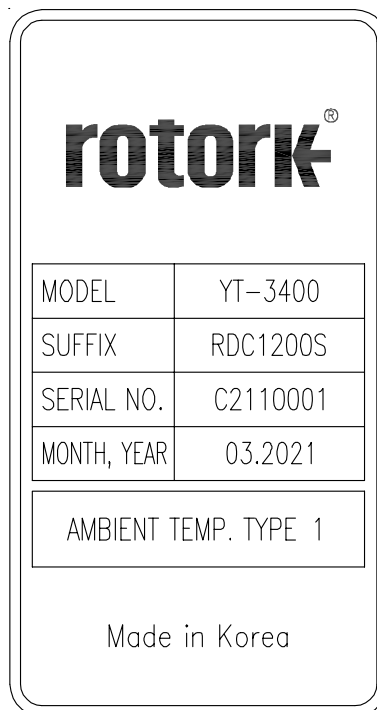 rotork®
MODEL YT-3400
SUFFIX RDC1200S
SERIAL NO. C2110001
MONTH, YEAR 03.2021
AMBIENT TEMP. TYPE 1
Made in Korea